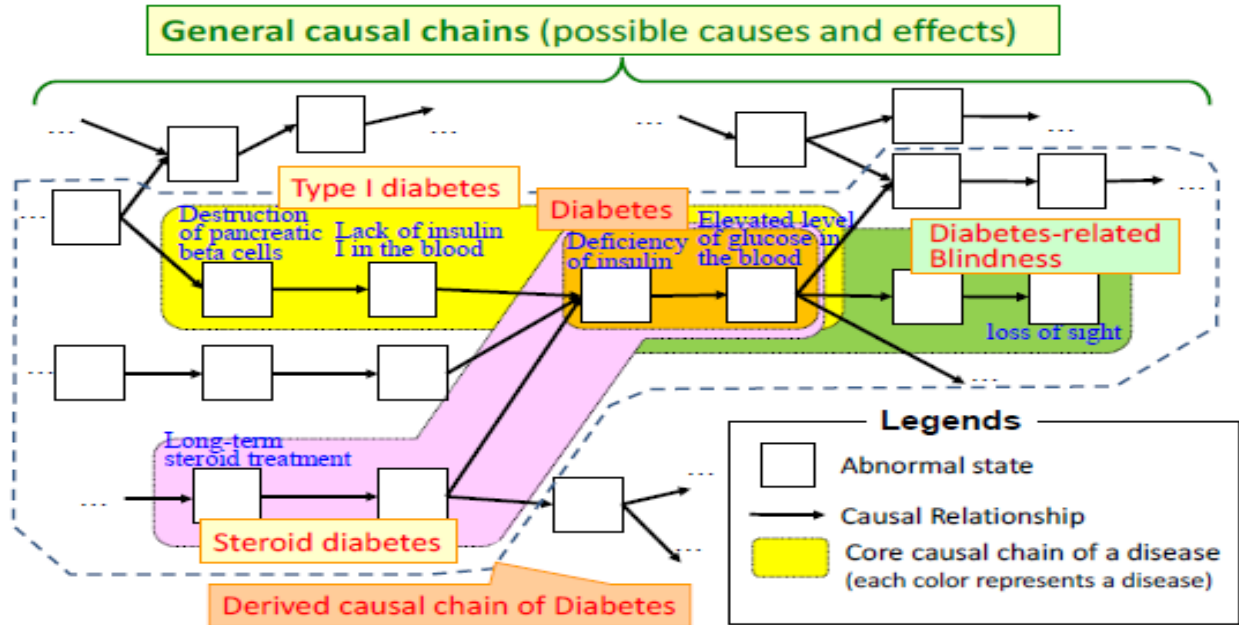 General causal chains (possible causes and effects)
...
...
...
...
Type I diabetes
...
...
Diabetes
Destruction
of pancreatic
beta cells
Lack of insulin
I in the blood
Deficiency
of insulin
Elevated level
of glucose in
the blood
Diabetes-related
Blindness
loss of sight
...
...
Legends
Abnormal state
Causal Relationship
Core causal chain of a disease
(each color represents a disease)
Long-term
steroid treatment
...
...
...
Steroid diabetes
Derived causal chain of Diabetes